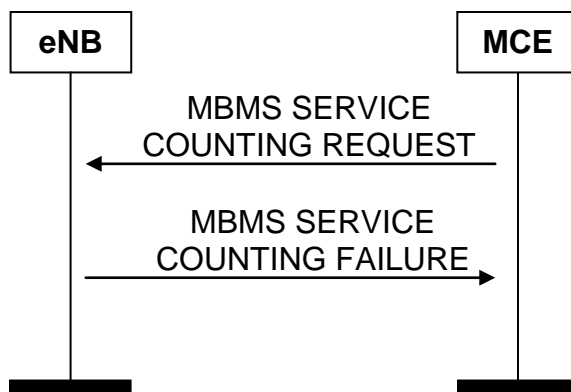 eNB
MCE
MBMS SERVICE
COUNTING REQUEST
MBMS SERVICE
COUNTING FAILURE